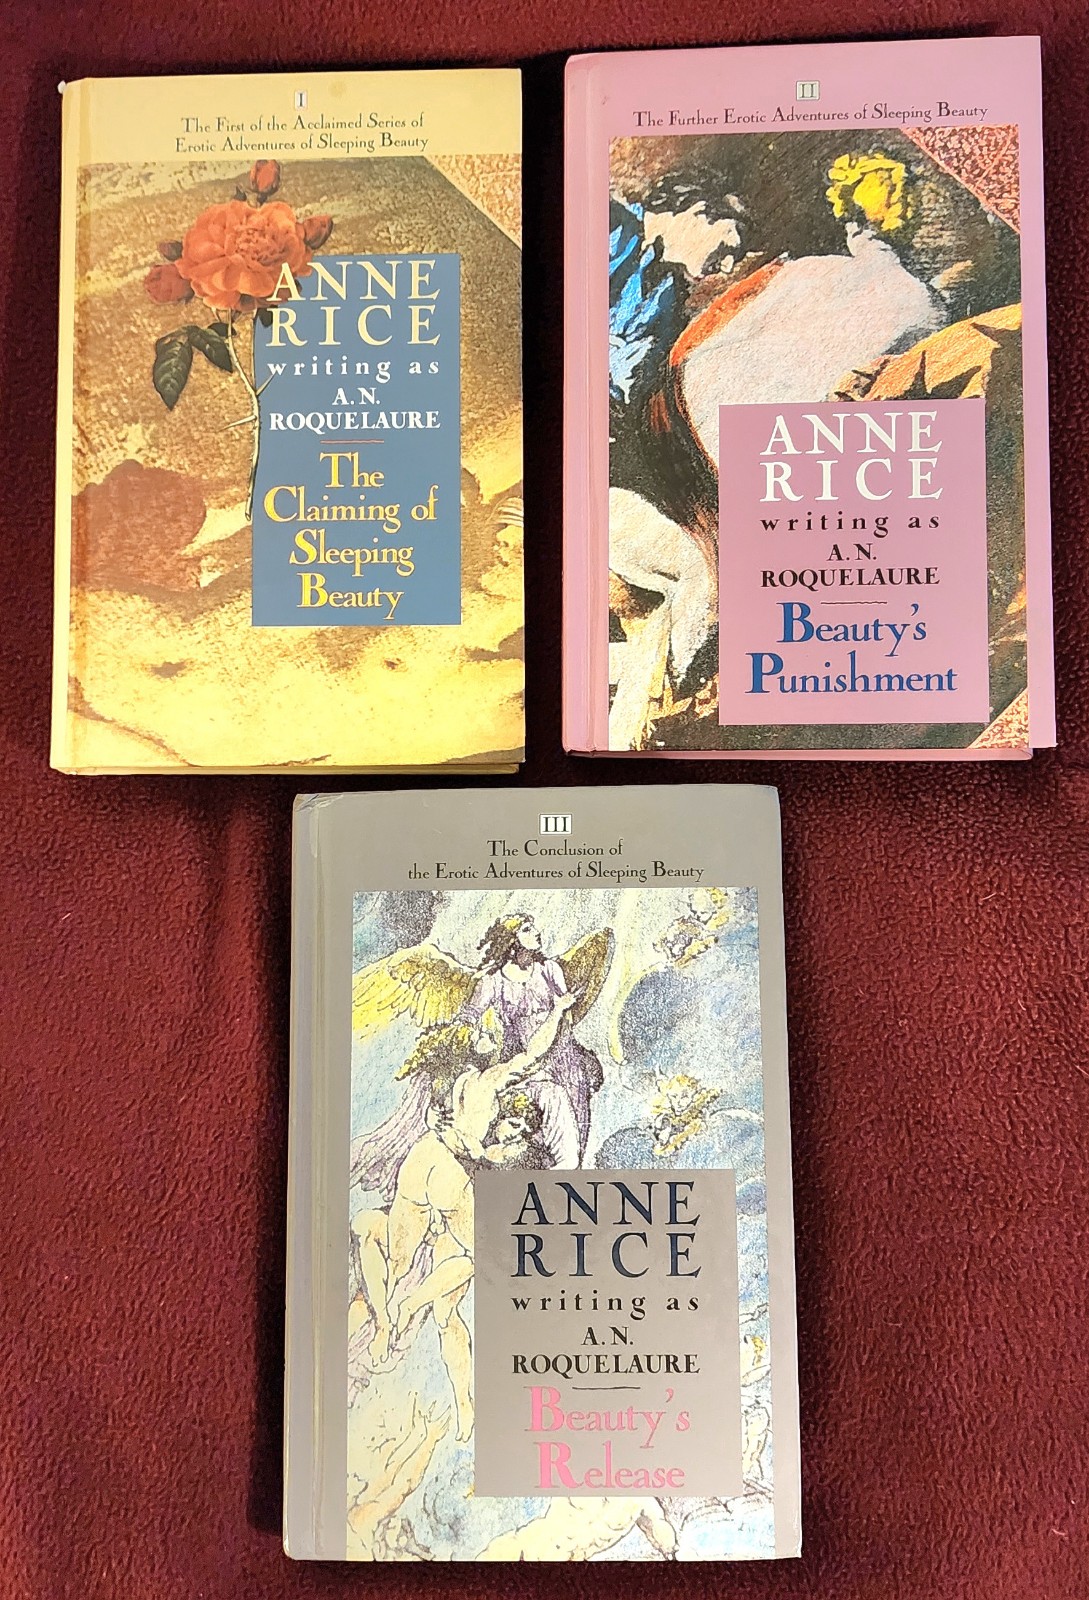 I
The First of the Acclaimed Series of
Erotic Adventures of Sleeping Beauty
ANNE
RICE
writing as
A.N.
ROQUELAURE
The
Claiming of
Sleeping
Beauty
II
The Further Erotic Adventures of Sleeping Beauty
ANNE
RICE
writing as
A.N.
ROQUELAURE
Beauty's
Punishment
III
The Conclusion of
the Erotic Adventures of Sleeping Beauty
ANNE
RICE
writing as
A.N.
ROQUELAURE
Beauty's
Release